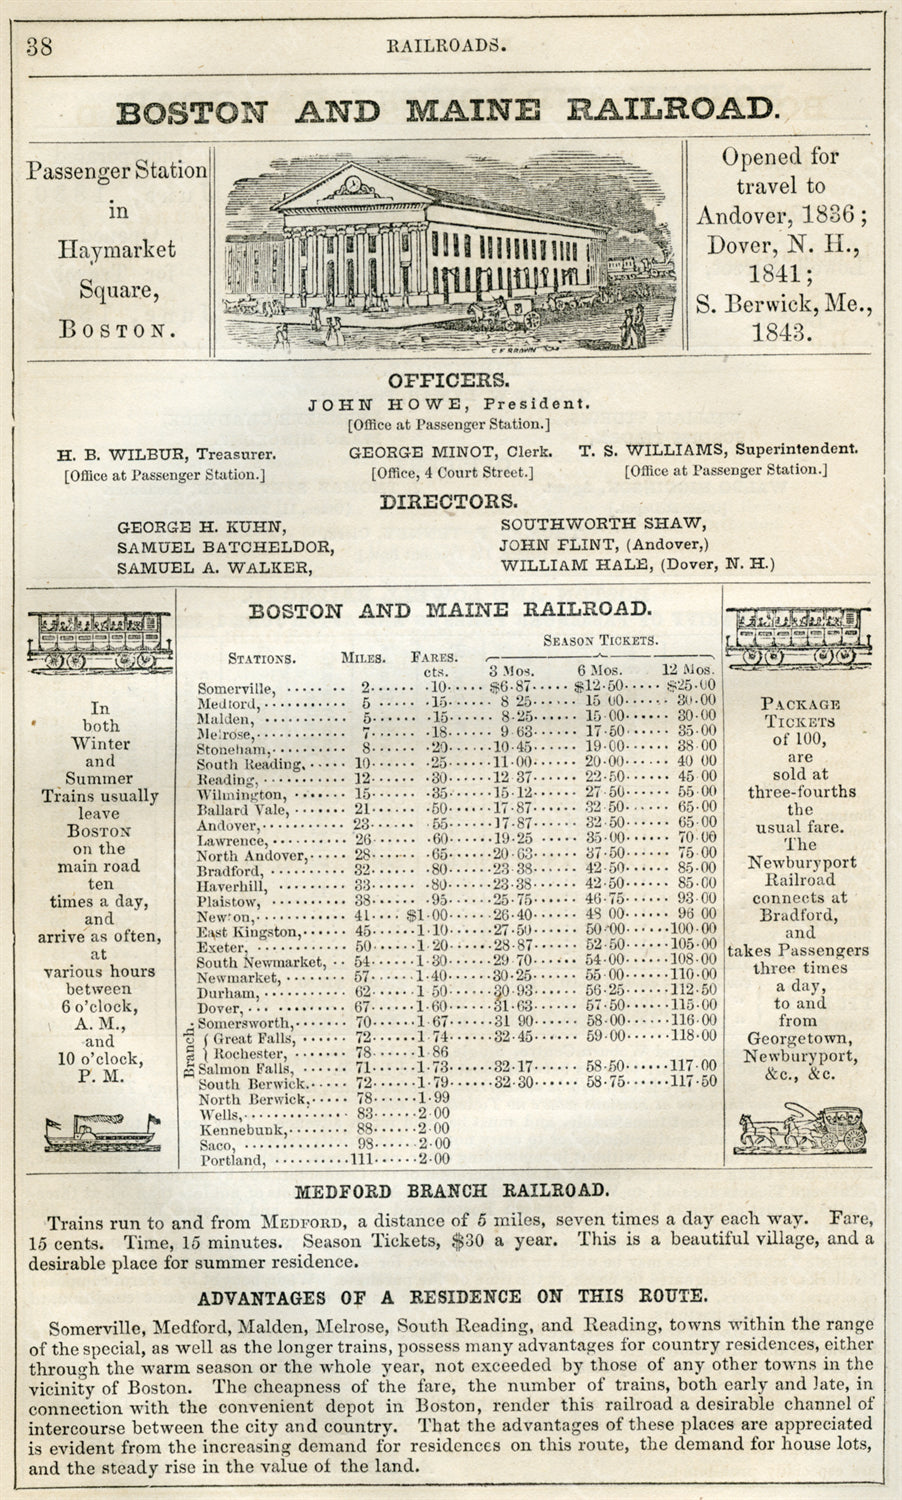 38
RAILROADS.
BOSTON AND MAINE RAILROAD.
Passenger Station
in
Haymarket
Square,
BOSTON.
C. F. BROWN
Opened for
travel to
Andover, 1836;
Dover, N. H.,
1841;
S. Berwick, Me.,
1843.
OFFICERS.
JOHN HOWE, President.
[Office at Passenger Station.]
H. B. WILBUR, Treasurer. GEORGE MINOT, Clerk. T. S. WILLIAMS, Superintendent.
[Office at Passenger Station.] [Office, 4 Court Street.] [Office at Passenger Station.]
DIRECTORS.
GEORGE H. KUHN, SOUTHWORTH SHAW,
SAMUEL BATCHELDOR, JOHN FLINT, (Andover,)
SAMUEL A. WALKER, WILLIAM HALE, (Dover, N. H.)
In
both
Winter
and
Summer
Trains usually
leave
BOSTON
on the
main road
ten
times a day,
and
arrive as often,
at
various hours
between
6 o'clock,
A. M.,
and
10 o'clock,
P. M.
BOSTON AND MAINE RAILROAD.
SEASON TICKETS.
STATIONS. MILES. FARES.
cts. 3 Mos. 6 Mos. 12 Mos.
Somerville, 2 ·10 $6·87 $12·50 $25·00
Medford, 5 ·15 8 25 15 00 30·00
Malden, 5 ·15 8·25 15·00 30·00
Melrose, 7 ·18 9 63 17·50 35·00
Stoneham, 8 ·20 10·45 19·00 38 00
South Reading, 10 ·25 11·00 20·00 40 00
Reading, 12 ·30 12·37 22·50 45 00
Wilmington, 15 ·35 15·12 27·50 55·00
Ballard Vale, 21 ·50 17·87 32 50 65·00
Andover, 23 55 17·87 32·50 65·00
Lawrence, 26 ·60 19·25 35·00 70·00
North Andover, 28 ·65 20·63 37·50 75·00
Bradford, 32 ·80 23·38 42·50 85·00
Haverhill, 33 ·80 23·38 42·50 85·00
Plaistow, 38 ·95 25·75 46·75 93·00
Newton, 41 $1·00 26·40 48 00 96 00
East Kingston, 45 1·10 27·50 50·00 100·00
Exeter, 50 1·20 28·87 52·50 105·00
South Newmarket, 54 1·30 29·70 54·00 108·00
Newmarket, 57 1·40 30·25 55·00 110·00
Durham, 62 1·50 30·93 56·25 112·50
Dover, 67 1·60 31·63 57·50 115·00
Somersworth, 70 1·67 31 90 58·00 116·00
Branch.
Great Falls, 72 1·74 32·45 59·00 118·00
Rochester, 78 1·86
Salmon Falls, 71 1·73 32·17 58·50 117·00
South Berwick. 72 1·79 32·30 58·75 117·50
North Berwick, 78 1·99
Wells, 83 2·00
Kennebunk, 88 2·00
Saco, 98 2·00
Portland, 111 2·00
PACKAGE
TICKETS
of 100,
are
sold at
three-fourths
the
usual fare.
The
Newburyport
Railroad
connects at
Bradford,
and
takes Passengers
three times
a day,
to and
from
Georgetown,
Newburyport,
&c., &c.
MEDFORD BRANCH RAILROAD.
Trains run to and from MEDFORD, a distance of 5 miles, seven times a day each way. Fare,
15 cents. Time, 15 minutes. Season Tickets, $30 a year. This is a beautiful village, and a
desirable place for summer residence.
ADVANTAGES OF A RESIDENCE ON THIS ROUTE.
Somerville, Medford, Malden, Melrose, South Reading, and Reading, towns within the range
of the special, as well as the longer trains, possess many advantages for country residences, either
through the warm season or the whole year, not exceeded by those of any other towns in the
vicinity of Boston. The cheapness of the fare, the number of trains, both early and late, in
connection with the convenient depot in Boston, render this railroad a desirable channel of
intercourse between the city and country. That the advantages of these places are appreciated
is evident from the increasing demand for residences on this route, the demand for house lots,
and the steady rise in the value of the land.